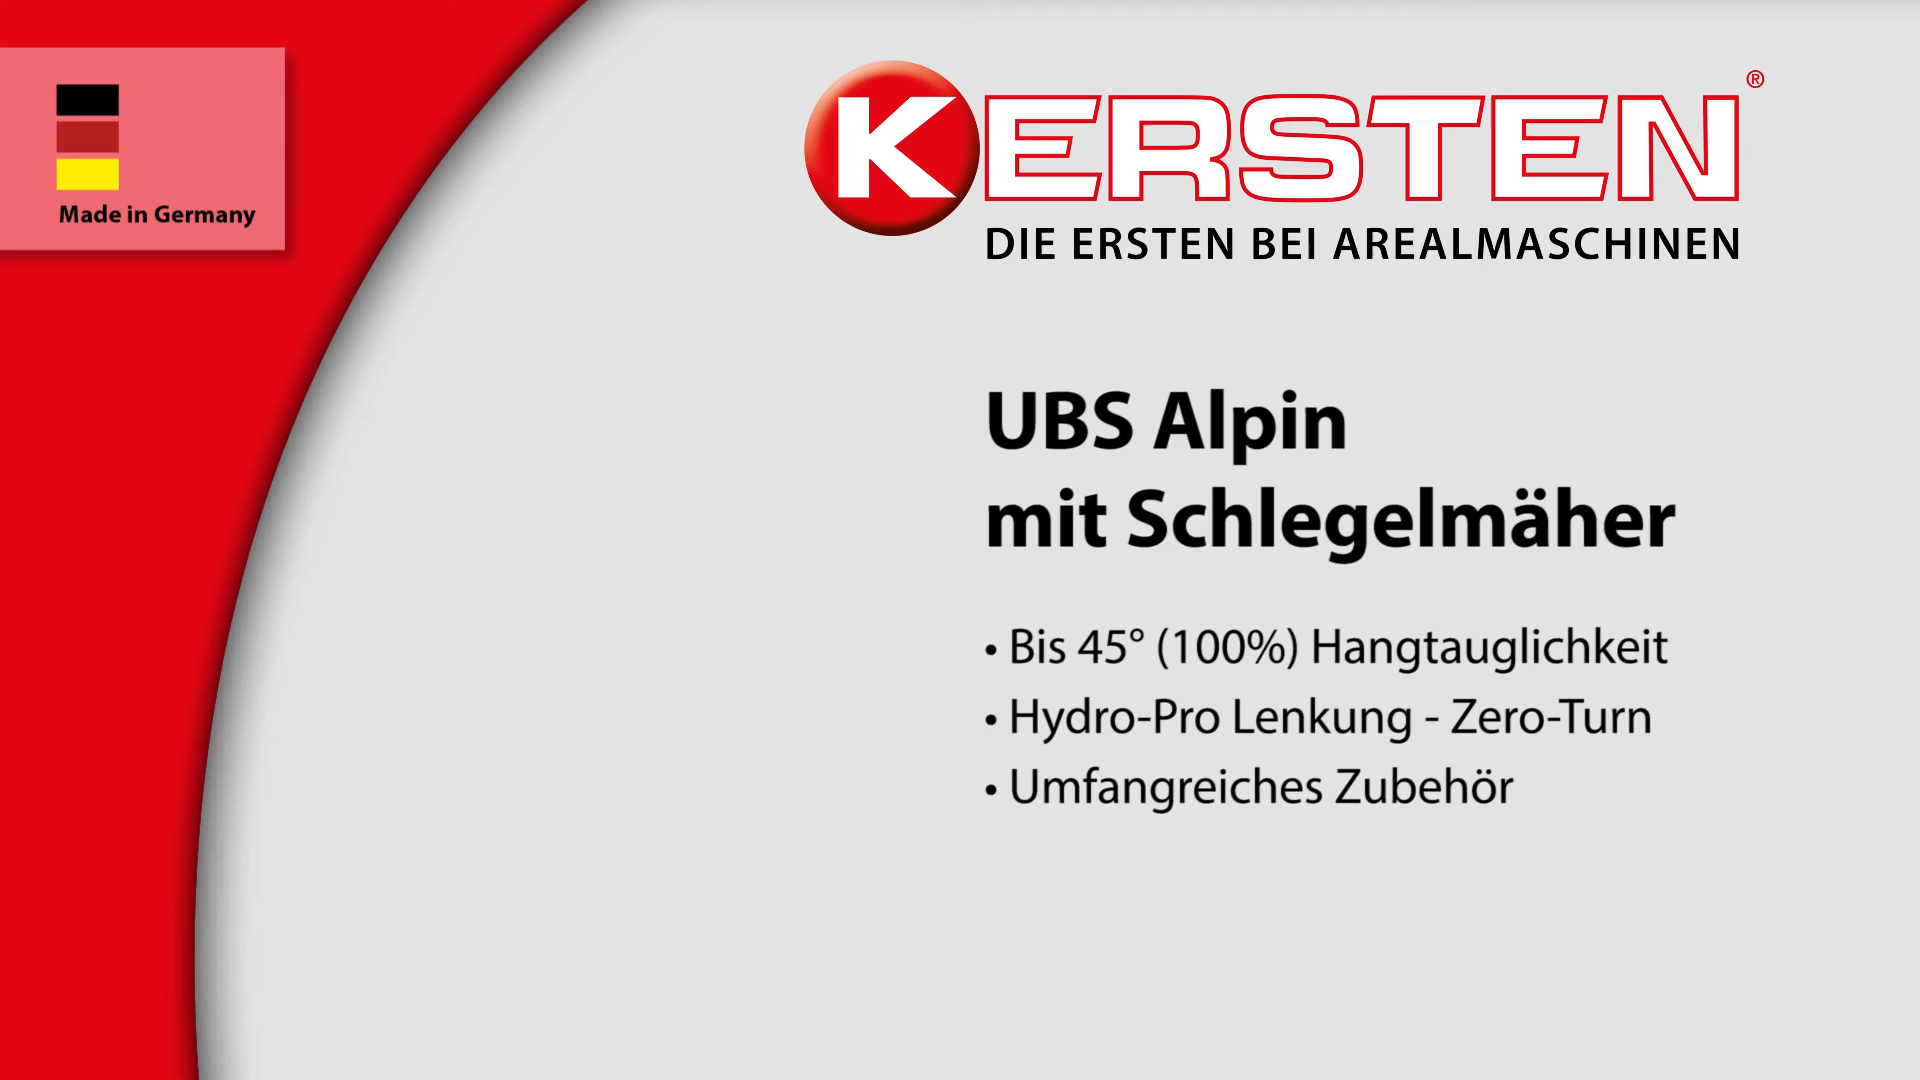 Made in Germany
KERSTEN®
DIE ERSTEN BEI AREALMASCHINEN
UBS Alpin
mit Schlegelmäher
• Bis 45° (100%) Hangtauglichkeit
• Hydro-Pro Lenkung - Zero-Turn
• Umfangreiches Zubehör